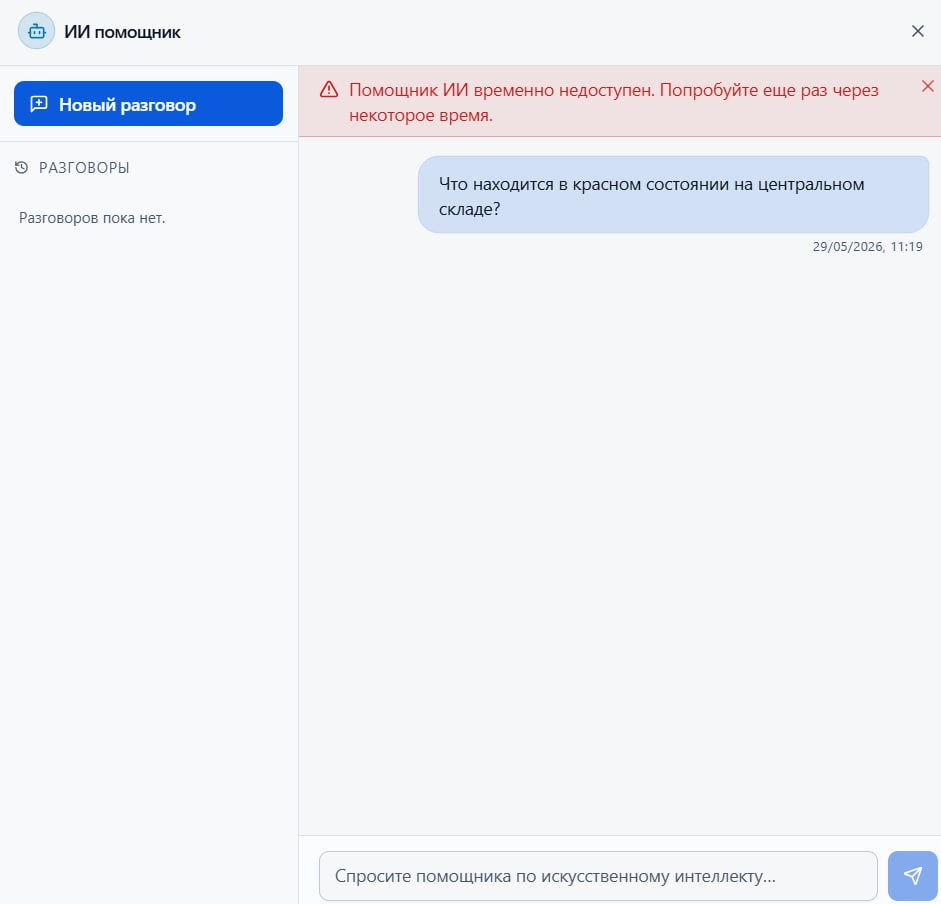 ИИ помощник
Новый разговор
РАЗГОВОРЫ
Разговоров пока нет.
Помощник ИИ временно недоступен. Попробуйте еще раз через
некоторое время.
Что находится в красном состоянии на центральном
складе?
29/05/2026, 11:19
Спросите помощника по искусственному интеллекту...